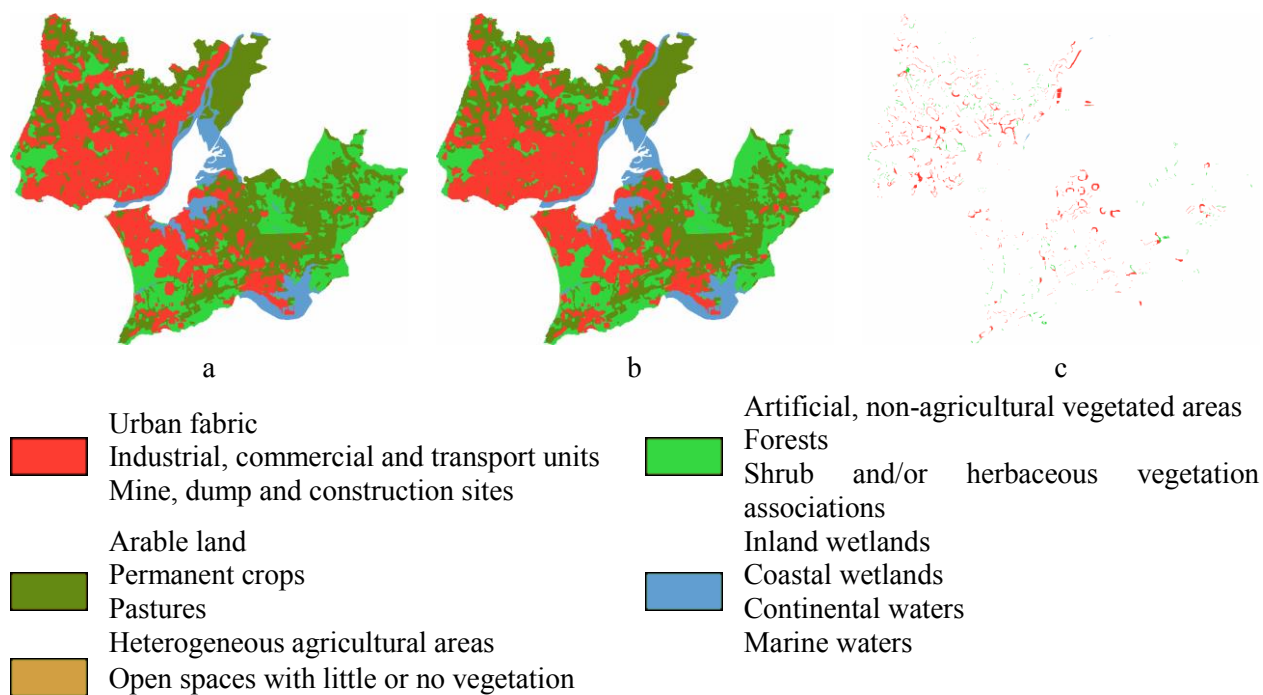 a
b
c
Urban fabric
Industrial, commercial and transport units
Mine, dump and construction sites
Arable land
Permanent crops
Pastures
Heterogeneous agricultural areas
Open spaces with little or no vegetation
Artificial, non-agricultural vegetated areas
Forests
Shrub and/or herbaceous vegetation
associations
Inland wetlands
Coastal wetlands
Continental waters
Marine waters